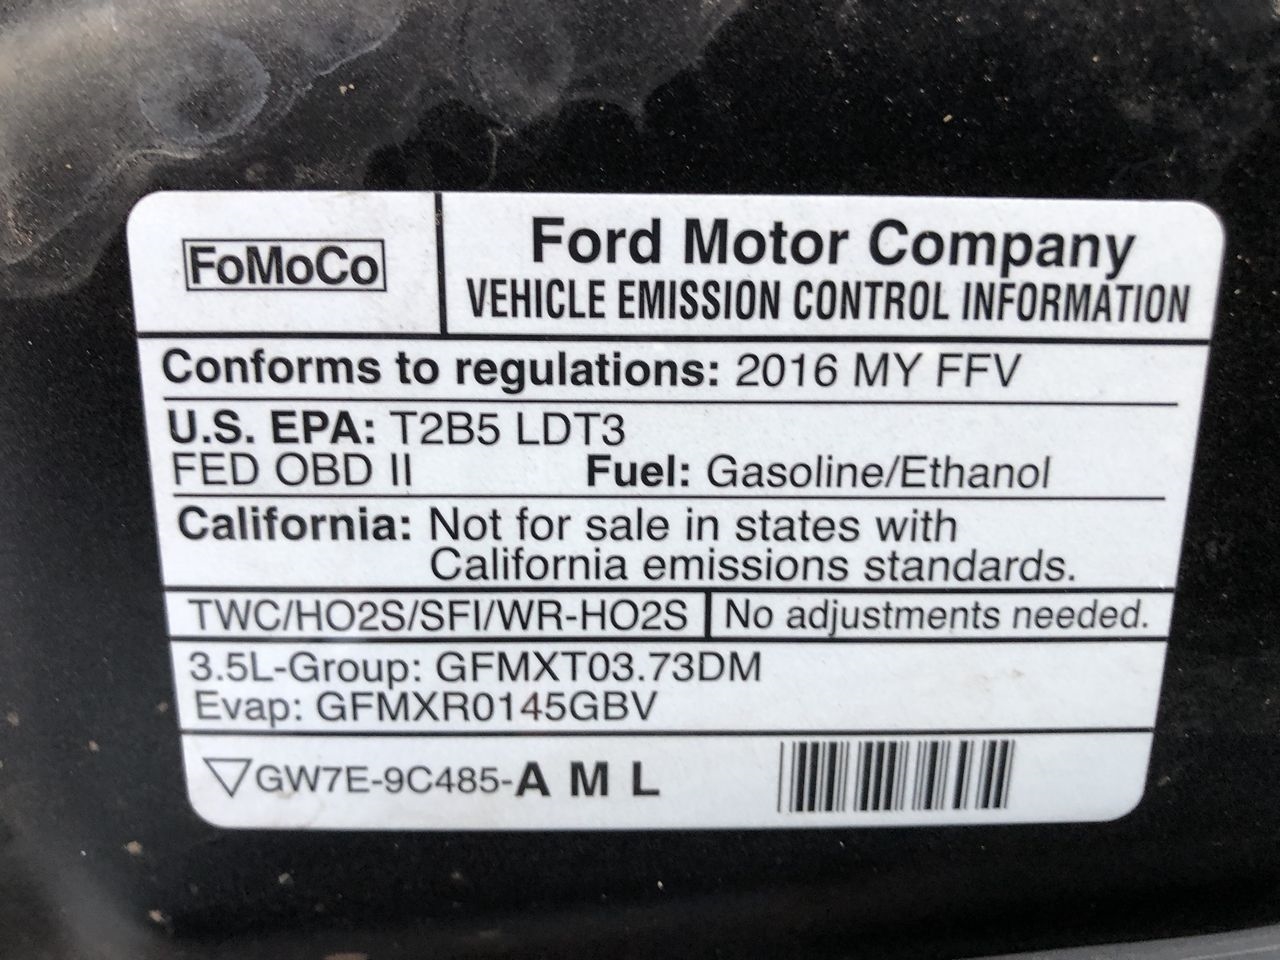 FoMoCo
Ford Motor Company
VEHICLE EMISSION CONTROL INFORMATION
Conforms to regulations: 2016 MY FFV
U.S. EPA: T2B5 LDT3
FED OBD II Fuel: Gasoline/Ethanol
California: Not for sale in states with
California emissions standards.
TWC/HO2S/SFI/WR-HO2S No adjustments needed.
3.5L-Group: GFMXT03.73DM
Evap: GFMXR0145GBV
▽GW7E-9C485-A M L